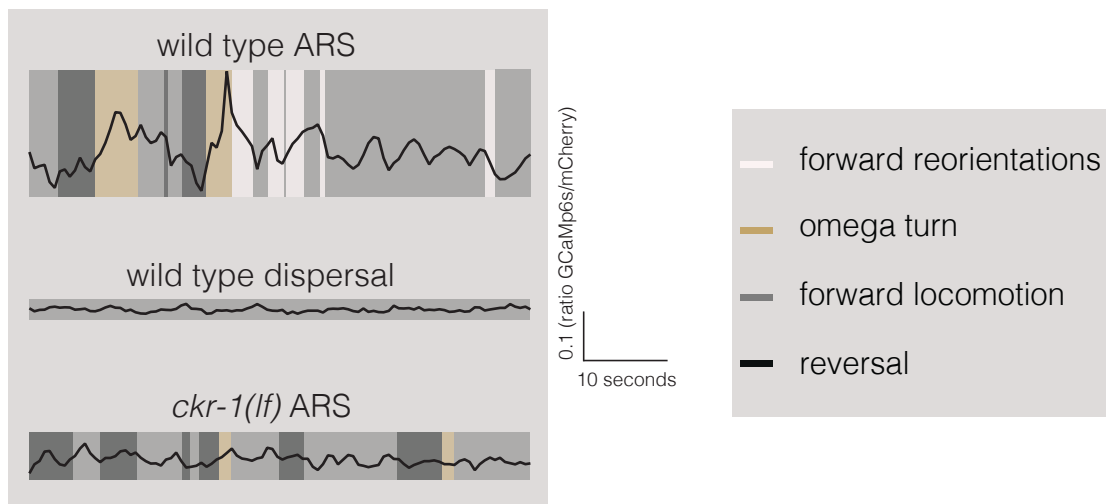 wild type ARS
wild type dispersal
ckr-1(lf) ARS
0.1 (ratio GCaMp6s/mCherry)
10 seconds
forward reorientations
omega turn
forward locomotion
reversal